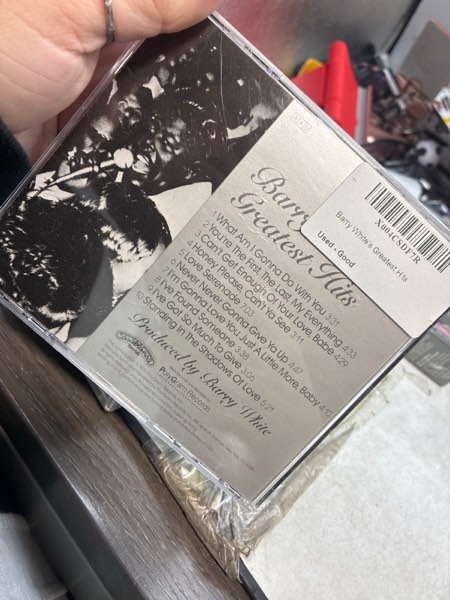 Barry
Greatest Hits
1 What Am I Gonna Do With You 3:31
2 You're The First, The Last, My Everything 3:33
3 Can't Get Enough Of Your Love, Babe 4:29
4 Honey Please, Can't Ya See 3:11
5 Love Serenade 7:03
6 Never Never Gonna Give Ya Up 4:47
7 I'm Gonna Love You Just A Little More, Baby 4:10
8 I've Found Someone 3:38
9 I've Got So Much To Give 3:06
10 Standing In The Shadows Of Love 5:21
Produced by Barry White
PolyGram Records
X004CSDF7R
Barry White's Greatest Hits
Used - Good